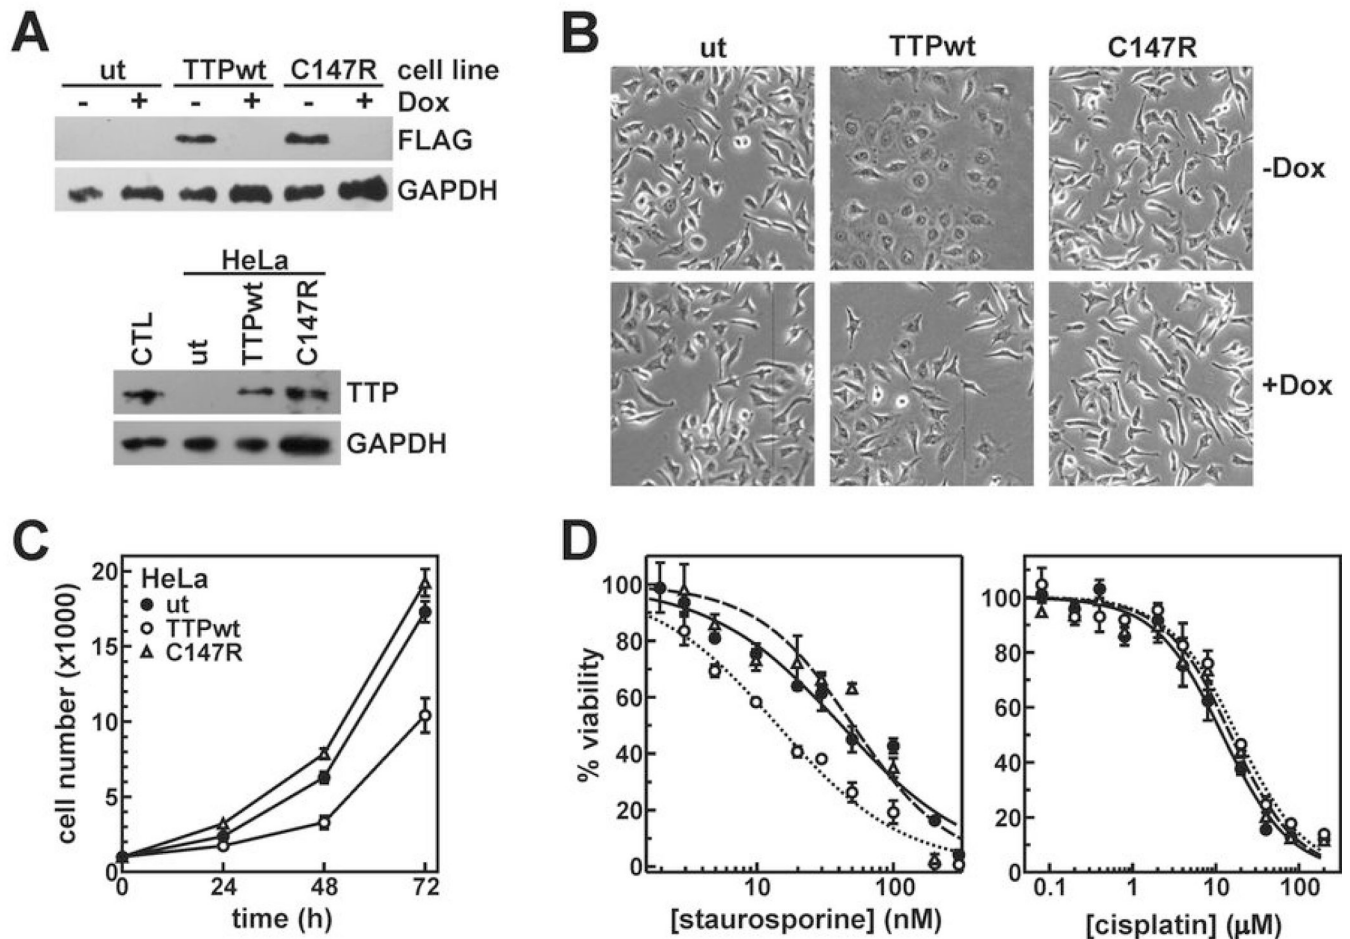 A
ut TTPwt C147R cell line
- + - + - + Dox
FLAG
GAPDH
HeLa
CTL ut TTPwt C147R
TTP
GAPDH
B
ut TTPwt C147R
-Dox
+Dox
C
cell number (x1000)
20
15
10
5
0
HeLa
ut
TTPwt
C147R
0 24 48 72
time (h)
D
% viability
100
80
60
40
20
0
10 100
[staurosporine] (nM)
100
80
60
40
20
0
0.1 1 10 100
[cisplatin] (µM)